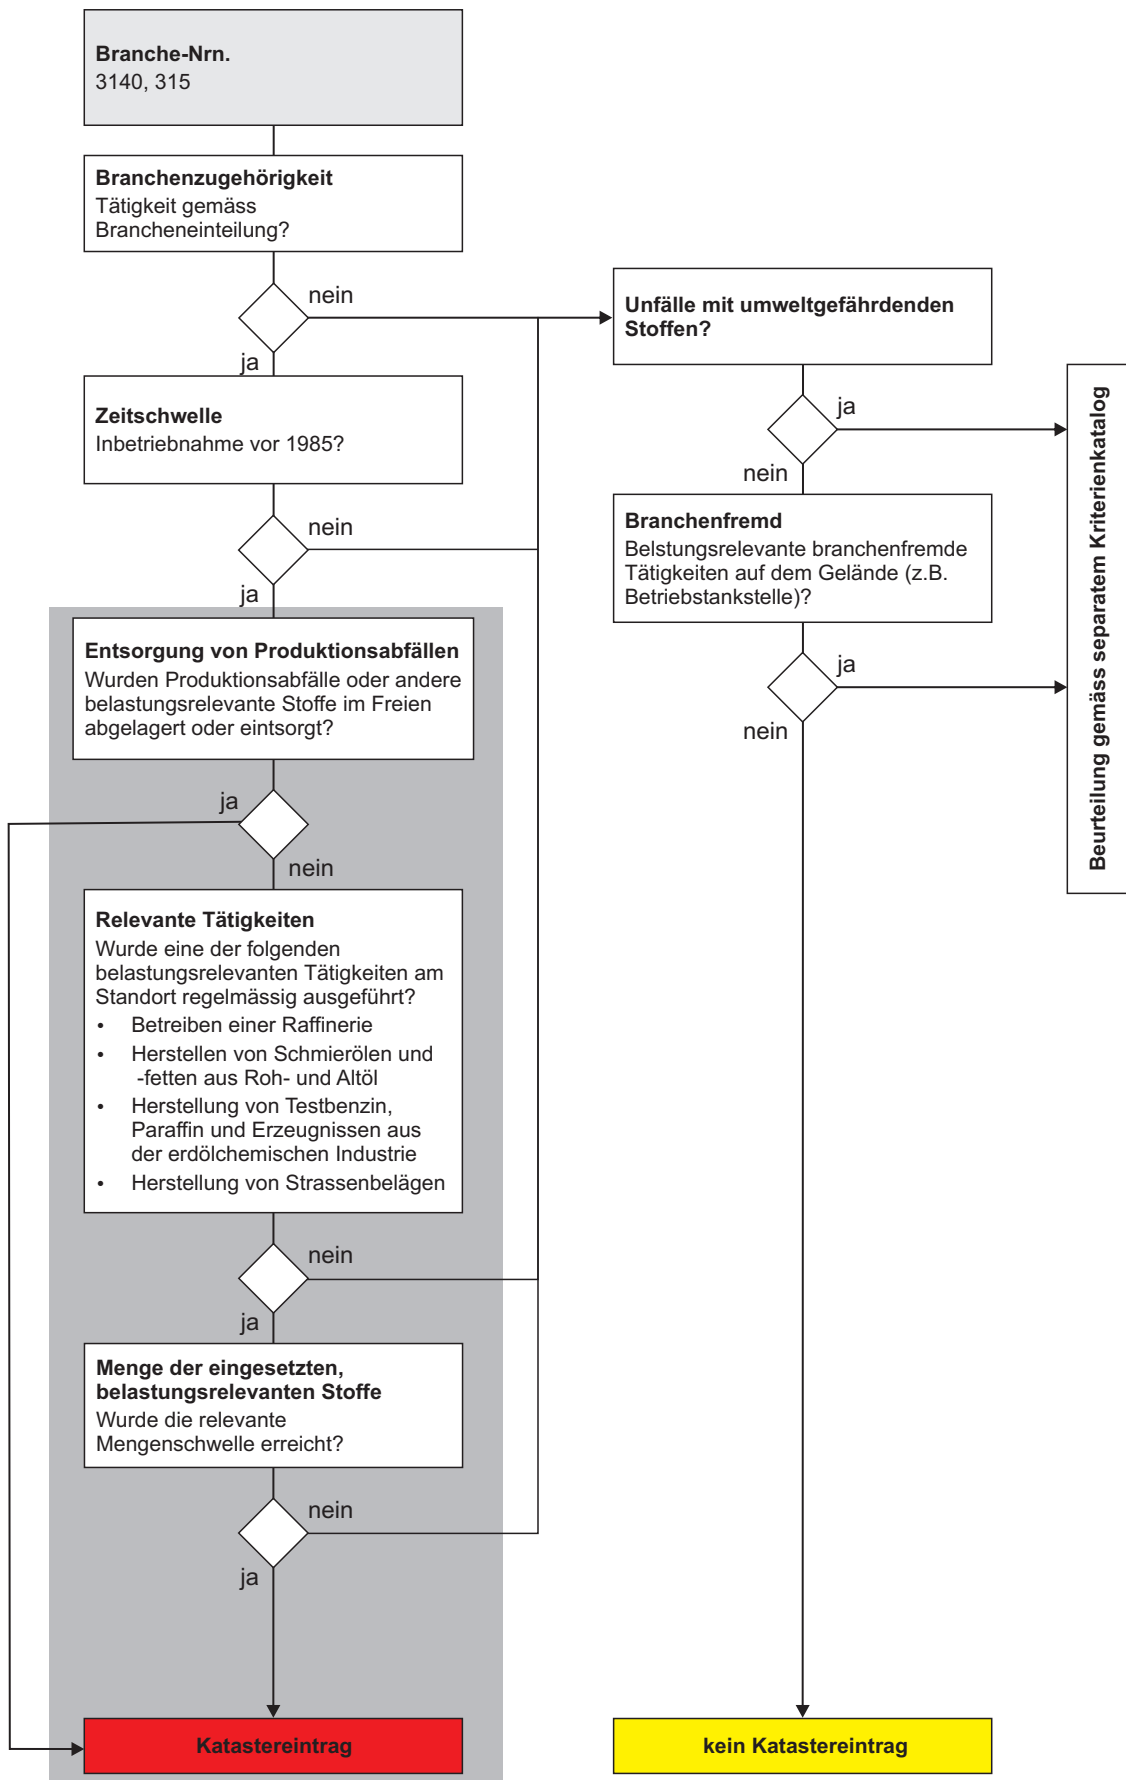 Branche-Nrn.
3140, 315
Branchenzugehörigkeit
Tätigkeit gemäss
Brancheneinteilung?
nein
ja
Zeitschwelle
Inbetriebnahme vor 1985?
nein
ja
Entsorgung von Produktionsabfällen
Wurden Produktionsabfälle oder andere
belastungsrelevante Stoffe im Freien
abgelagert oder eintsorgt?
ja
nein
Relevante Tätigkeiten
Wurde eine der folgenden
belastungsrelevanten Tätigkeiten am
Standort regelmässig ausgeführt?
• Betreiben einer Raffinerie
• Herstellen von Schmierölen und
-fetten aus Roh- und Altöl
• Herstellung von Testbenzin,
Paraffin und Erzeugnissen aus
der erdölchemischen Industrie
• Herstellung von Strassenbelägen
nein
ja
Menge der eingesetzten,
belastungsrelevanten Stoffe
Wurde die relevante
Mengenschwelle erreicht?
nein
ja
Katastereintrag
Unfälle mit umweltgefährdenden
Stoffen?
ja
nein
Branchenfremd
Belstungsrelevante branchenfremde
Tätigkeiten auf dem Gelände (z.B.
Betriebstankstelle)?
ja
nein
kein Katastereintrag
Beurteilung gemäss separatem Kriterienkatalog